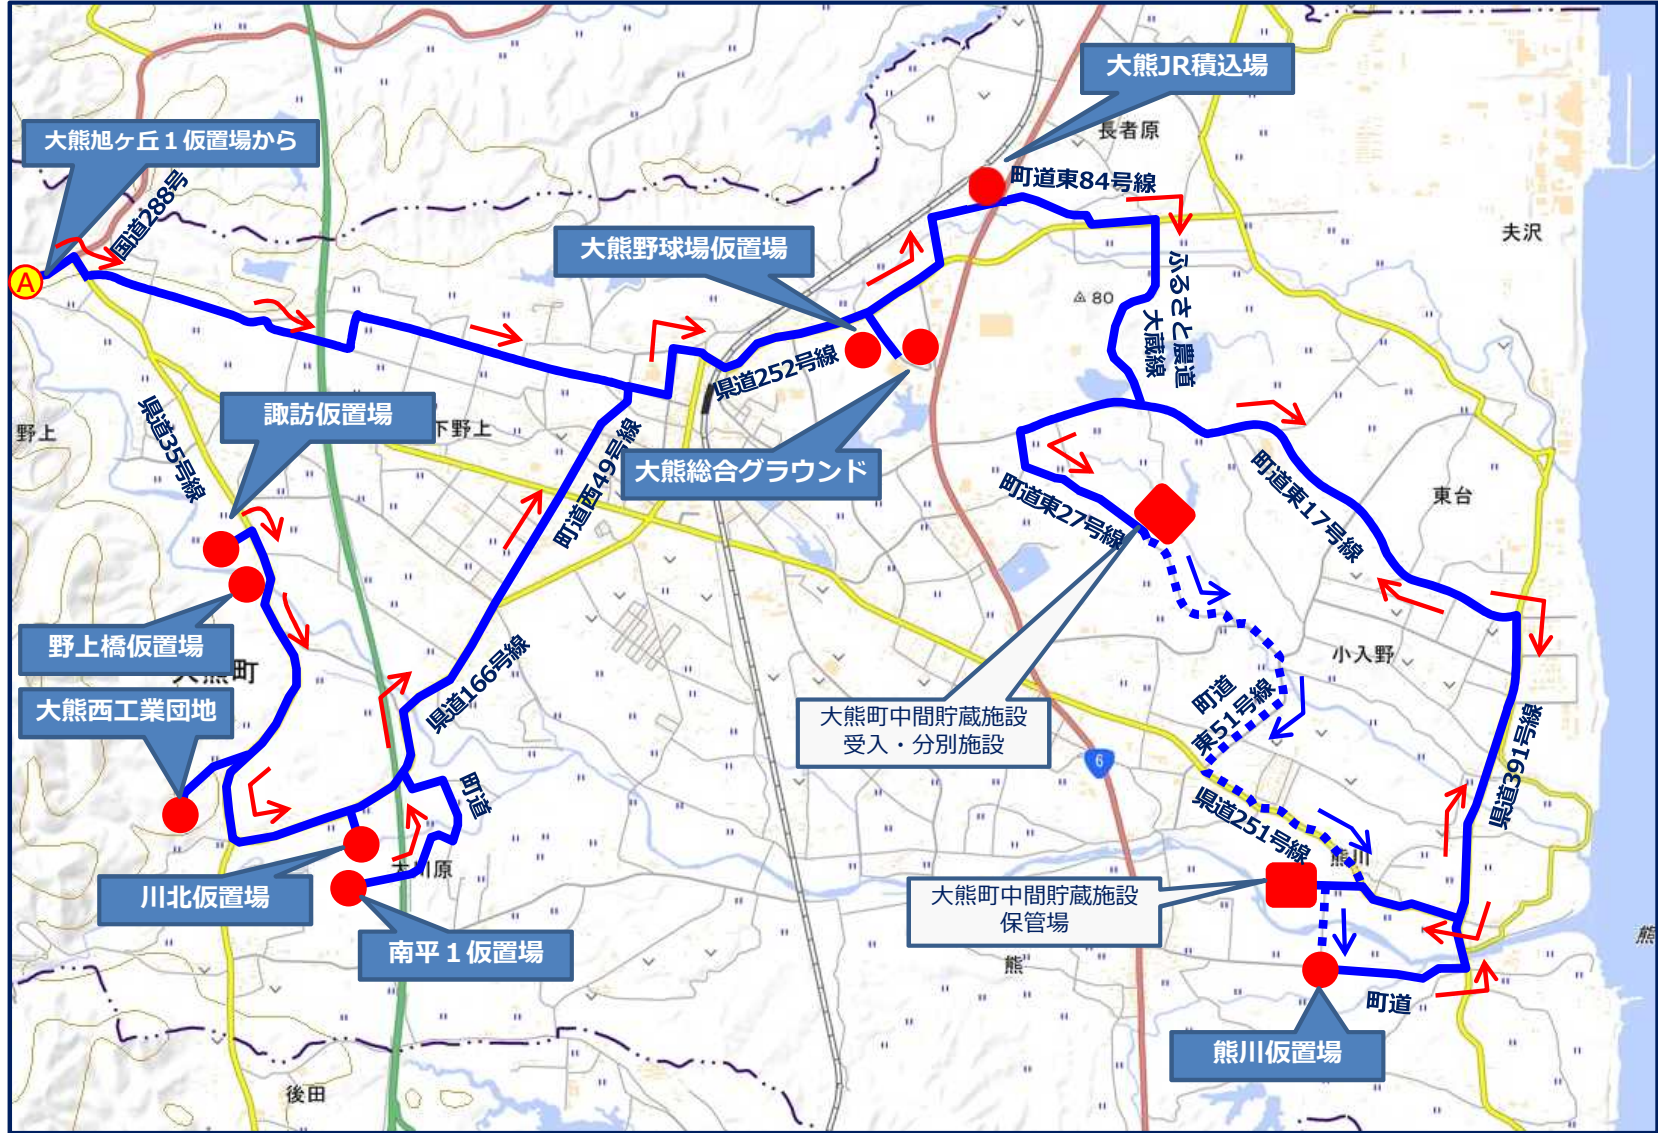 大熊JR積込場
長者原
大熊旭ヶ丘１仮置場から
国道288号
町道東84号線
夫沢
大熊野球場仮置場
A
80
ふるさと農道
大蔵線
県道252号線
諏訪仮置場
県道35号線
野上
下野上
町道西49号線
大熊総合グラウンド
町道東27号線
町道東17号線
東台
野上橋仮置場
大熊町
小入野
県道166号線
大熊西工業団地
大熊町中間貯蔵施設
受入・分別施設
町道
東51号線
県道391号線
6
町道
県道251号線
熊川
大川原
川北仮置場
大熊町中間貯蔵施設
保管場
南平１仮置場
熊
熊
町道
熊川仮置場
後田